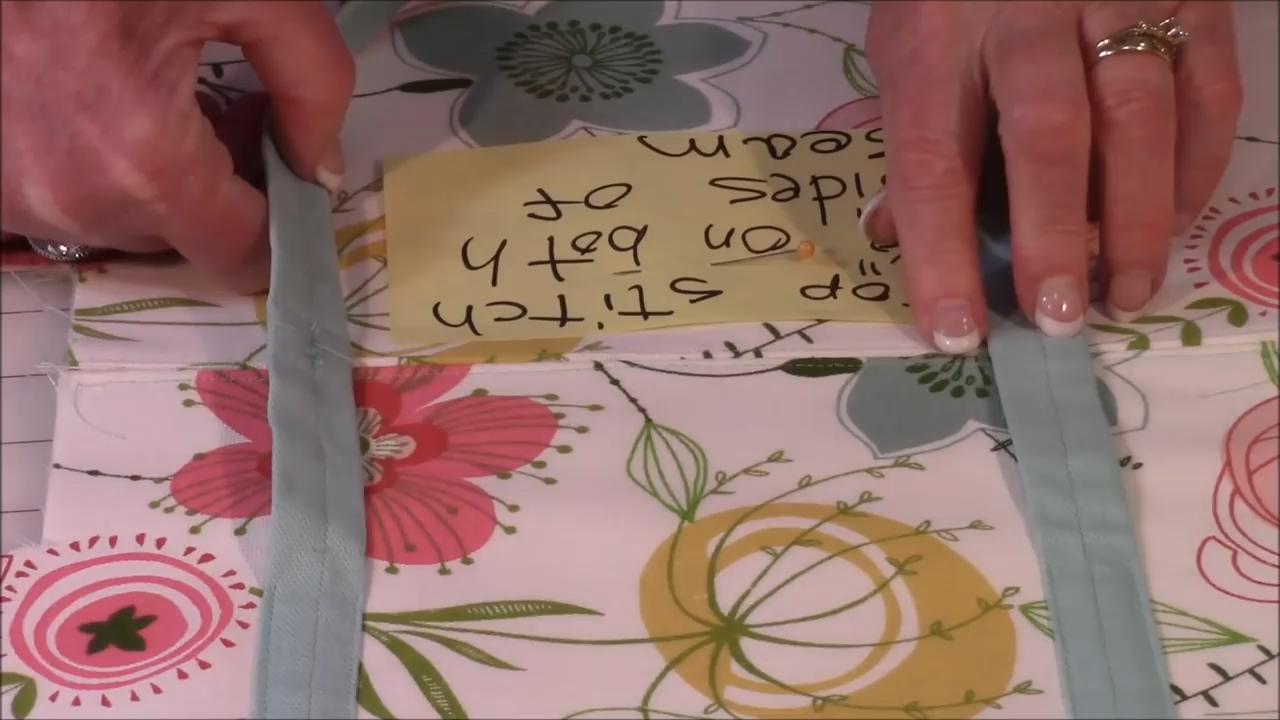 Top stitch
on both
sides of
seam